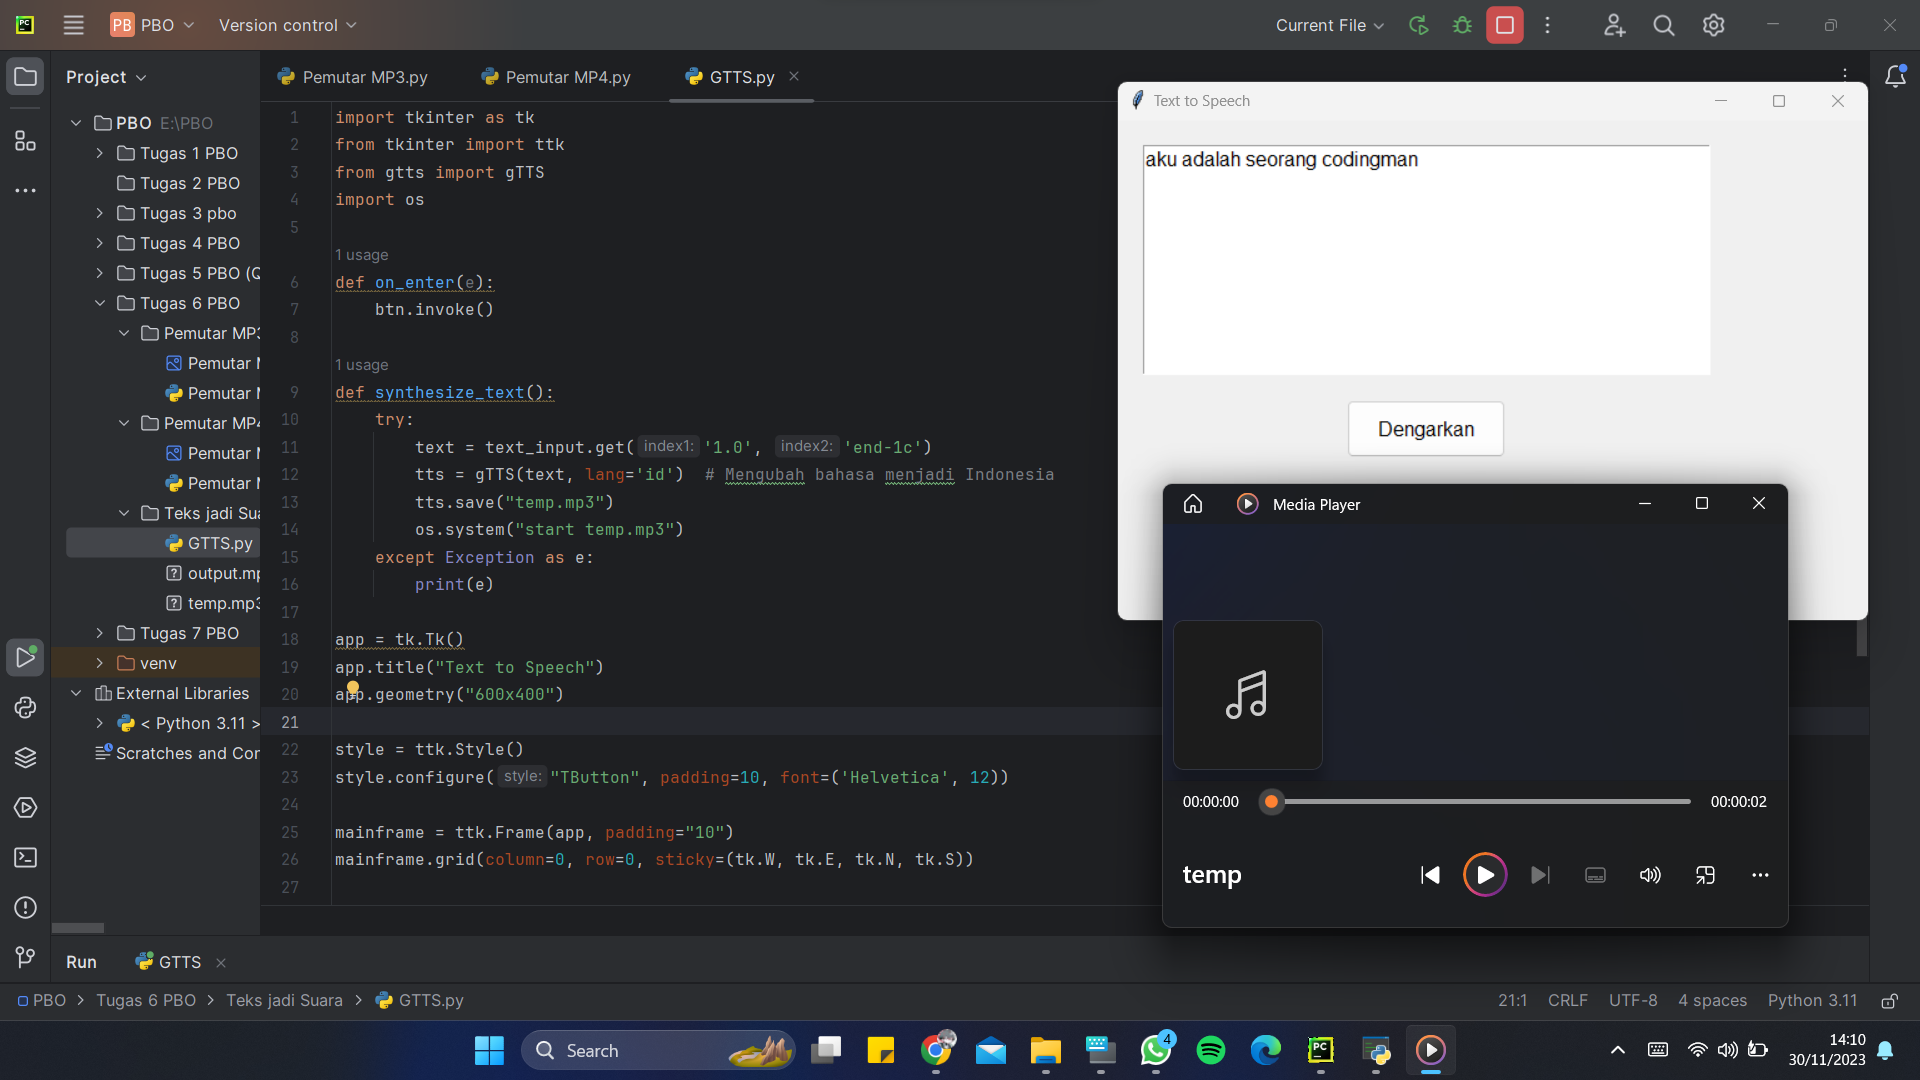 PB PBO
Version control
Current File
Project
Pemutar MP3.py
Pemutar MP4.py
GTTS.py
PBO E:\PBO
Tugas 1 PBO
Tugas 2 PBO
Tugas 3 pbo
Tugas 4 PBO
Tugas 5 PBO (Q
Tugas 6 PBO
Pemutar MP3
Pemutar
Pemutar
Pemutar MP4
Pemutar
Pemutar
Teks jadi Sua
GTTS.py
output.mp
temp.mp3
Tugas 7 PBO
venv
External Libraries
< Python 3.11 >
Scratches and Con
1 import tkinter as tk
2 from tkinter import ttk
3 from gtts import gTTS
4 import os
5
1 usage
6 def on_enter(e):
7 btn.invoke()
8
1 usage
9 def synthesize_text():
10 try:
11 text = text_input.get( index1: '1.0', index2: 'end-1c')
12 tts = gTTS(text, lang='id') # Mengubah bahasa menjadi Indonesia
13 tts.save("temp.mp3")
14 os.system("start temp.mp3")
15 except Exception as e:
16 print(e)
17
18 app = tk.Tk()
19 app.title("Text to Speech")
20 app.geometry("600x400")
21
22 style = ttk.Style()
23 style.configure( style: "TButton", padding=10, font=('Helvetica', 12))
24
25 mainframe = ttk.Frame(app, padding="10")
26 mainframe.grid(column=0, row=0, sticky=(tk.W, tk.E, tk.N, tk.S))
27
Text to Speech
aku adalah seorang codingman
Dengarkan
Media Player
00:00:00
00:00:02
temp
Run
GTTS
PBO > Tugas 6 PBO > Teks jadi Suara > GTTS.py
21:1 CRLF UTF-8 4 spaces Python 3.11
Search
4
14:10
30/11/2023